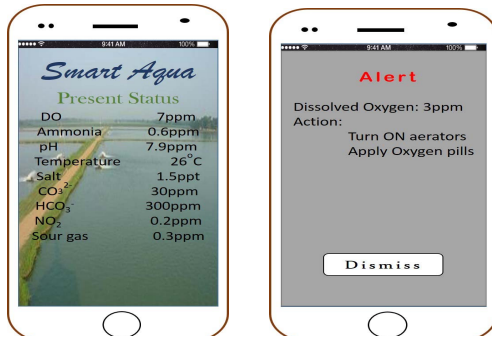 9:41 AM 100%
Smart Aqua
Present Status
DO 7ppm
Ammonia 0.6ppm
pH 7.9ppm
Temperature 26°C
Salt 1.5ppt
CO₃²⁻ 30ppm
HCO₃⁻ 300ppm
NO₂ 0.2ppm
Sour gas 0.3ppm
9:41 AM 100%
Alert
Dissolved Oxygen: 3ppm
Action:
Turn ON aerators
Apply Oxygen pills
Dismiss